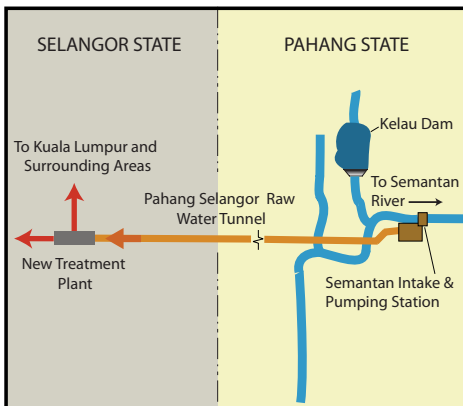 SELANGOR STATE
PAHANG STATE
Kelau Dam
To Kuala Lumpur and
Surrounding Areas
To Semantan
River
Pahang Selangor Raw
Water Tunnel
New Treatment
Plant
Semantan Intake &
Pumping Station